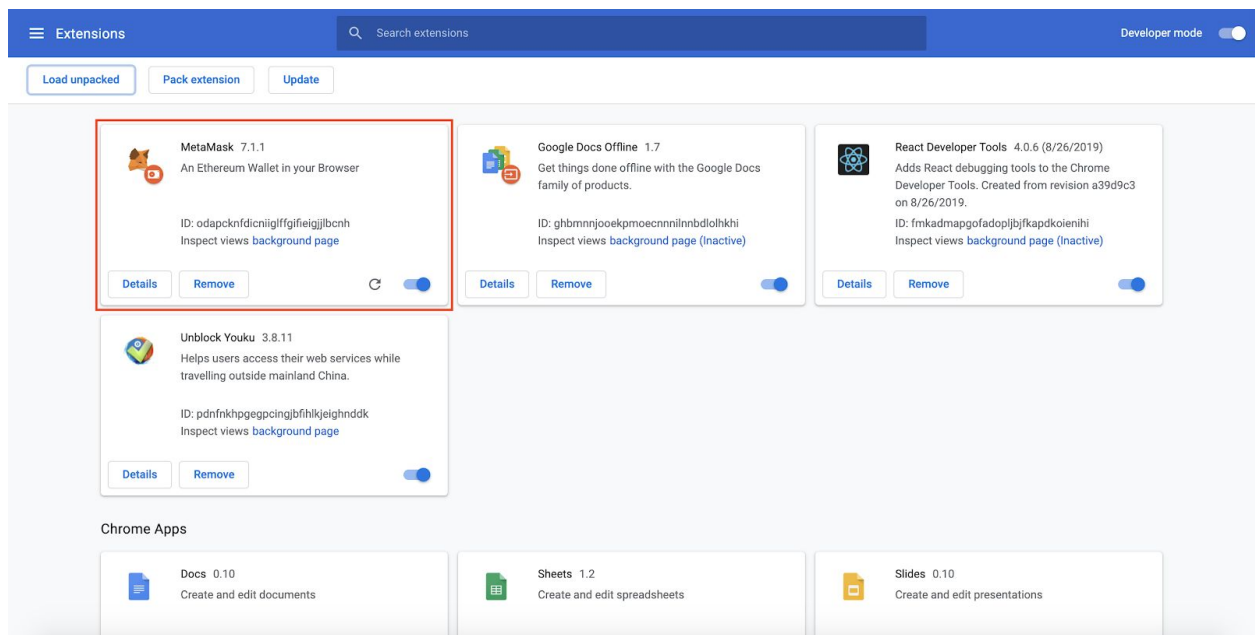 Extensions
Search extensions
Developer mode
Load unpacked
Pack extension
Update
MetaMask 7.1.1
An Ethereum Wallet in your Browser
ID: odapcknfdicniiglffgifieigjjlbcnh
Inspect views background page
Details
Remove
Google Docs Offline 1.7
Get things done offline with the Google Docs
family of products.
ID: ghbmnnjooekpmoecnnnilnnbdlolhkhi
Inspect views background page (Inactive)
Details
Remove
React Developer Tools 4.0.6 (8/26/2019)
Adds React debugging tools to the Chrome
Developer Tools. Created from revision a39d9c3
on 8/26/2019.
ID: fmkadmapgofadopljbjfkapdkoienihi
Inspect views background page (Inactive)
Details
Remove
Unblock Youku 3.8.11
Helps users access their web services while
travelling outside mainland China.
ID: pdnfnkhpgegpcingjbfihlkjeighnddk
Inspect views background page
Details
Remove
Chrome Apps
Docs 0.10
Create and edit documents
Sheets 1.2
Create and edit spreadsheets
Slides 0.10
Create and edit presentations